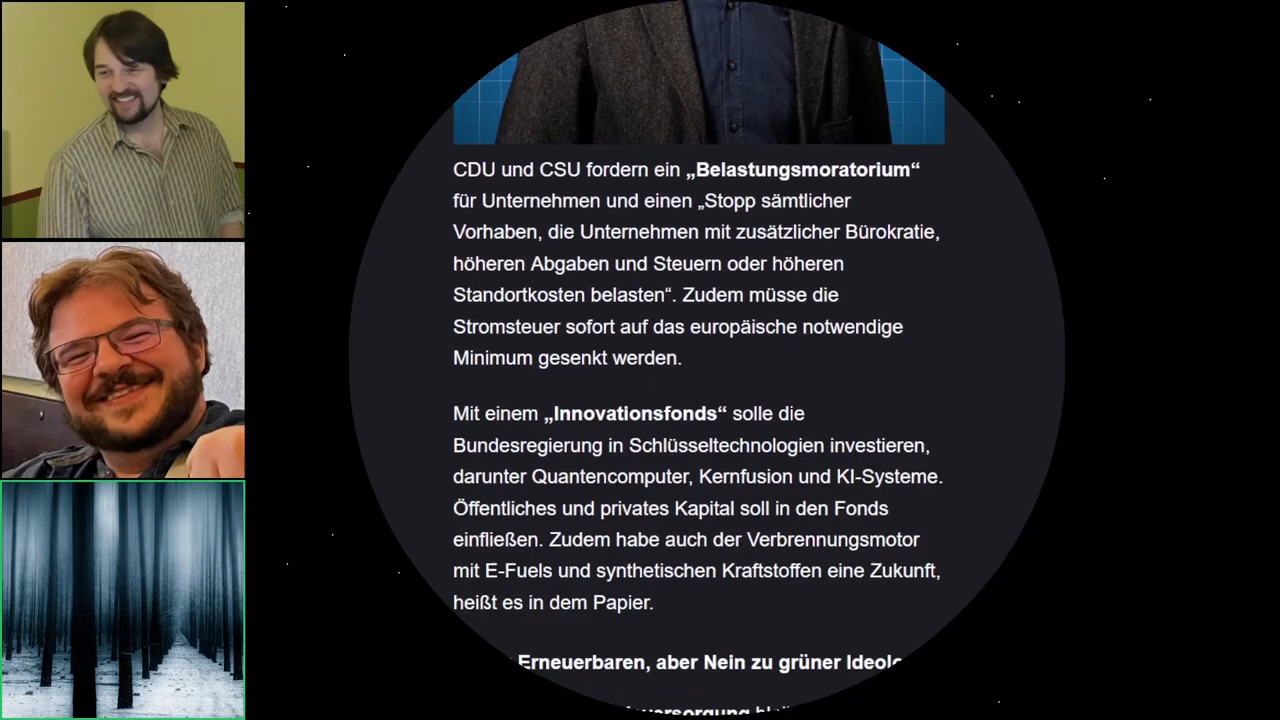 CDU und CSU fordern ein „Belastungsmoratorium“
für Unternehmen und einen „Stopp sämtlicher
Vorhaben, die Unternehmen mit zusätzlicher Bürokratie,
höheren Abgaben und Steuern oder höheren
Standortkosten belasten“. Zudem müsse die
Stromsteuer sofort auf das europäische notwendige
Minimum gesenkt werden.
Mit einem „Innovationsfonds“ solle die
Bundesregierung in Schlüsseltechnologien investieren,
darunter Quantencomputer, Kernfusion und KI-Systeme.
Öffentliches und privates Kapital soll in den Fonds
einfließen. Zudem habe auch der Verbrennungsmotor
mit E-Fuels und synthetischen Kraftstoffen eine Zukunft,
heißt es in dem Papier.
Erneuerbaren, aber Nein zu grüner